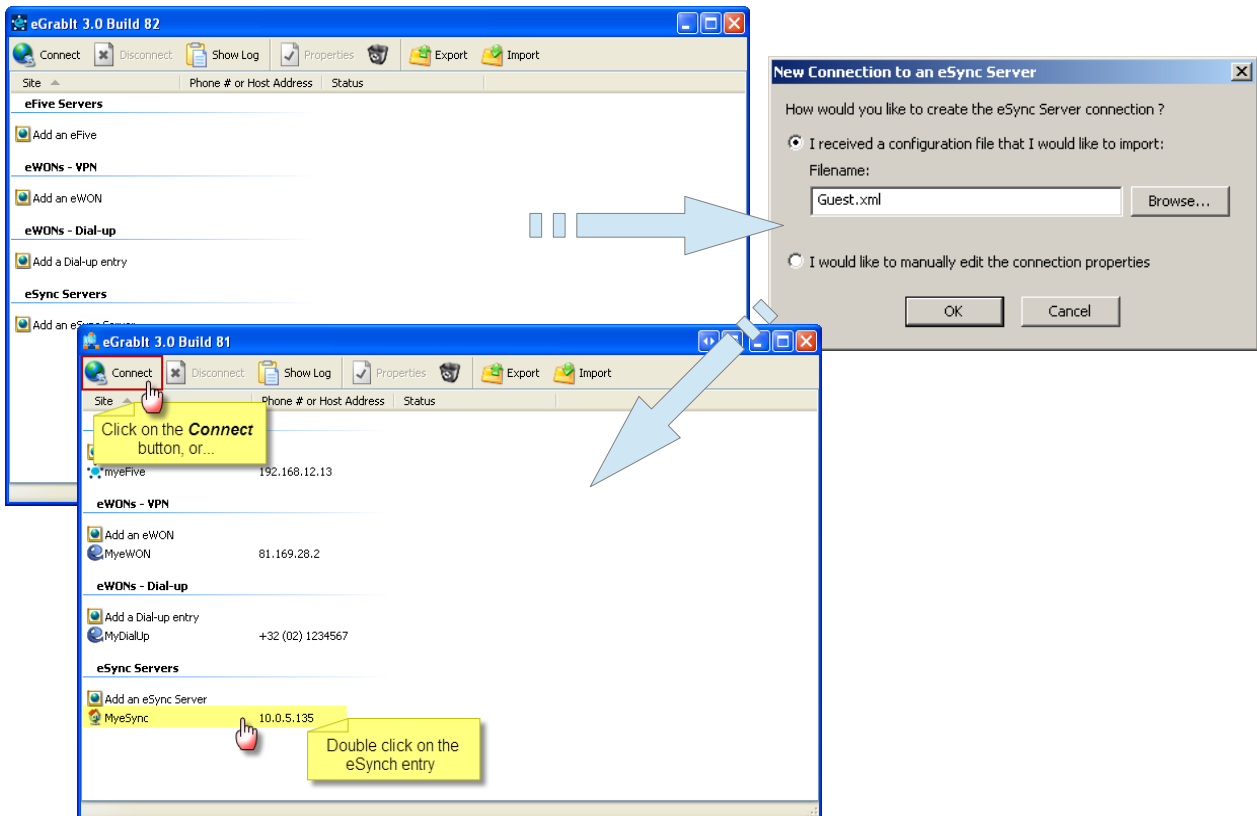 eGrabIt 3.0 Build 82
Connect Disconnect Show Log Properties Export Import
Site Phone # or Host Address Status
eFive Servers
Add an eFive
eWONs - VPN
Add an eWON
eWONs - Dial-up
Add a Dial-up entry
eSync Servers
Add an eSync Server
New Connection to an eSync Server
How would you like to create the eSync Server connection ?
I received a configuration file that I would like to import:
Filename:
Guest.xml Browse...
I would like to manually edit the connection properties
OK Cancel
eGrabIt 3.0 Build 81
Connect Disconnect Show Log Properties Export Import
Site Phone # or Host Address Status
Click on the Connect
button, or...
myeFive 192.168.12.13
eWONs - VPN
Add an eWON
MyeWON 81.169.28.2
eWONs - Dial-up
Add a Dial-up entry
MyDialUp +32 (02) 1234567
eSync Servers
Add an eSync Server
MyeSync 10.0.5.135
Double click on the
eSynch entry